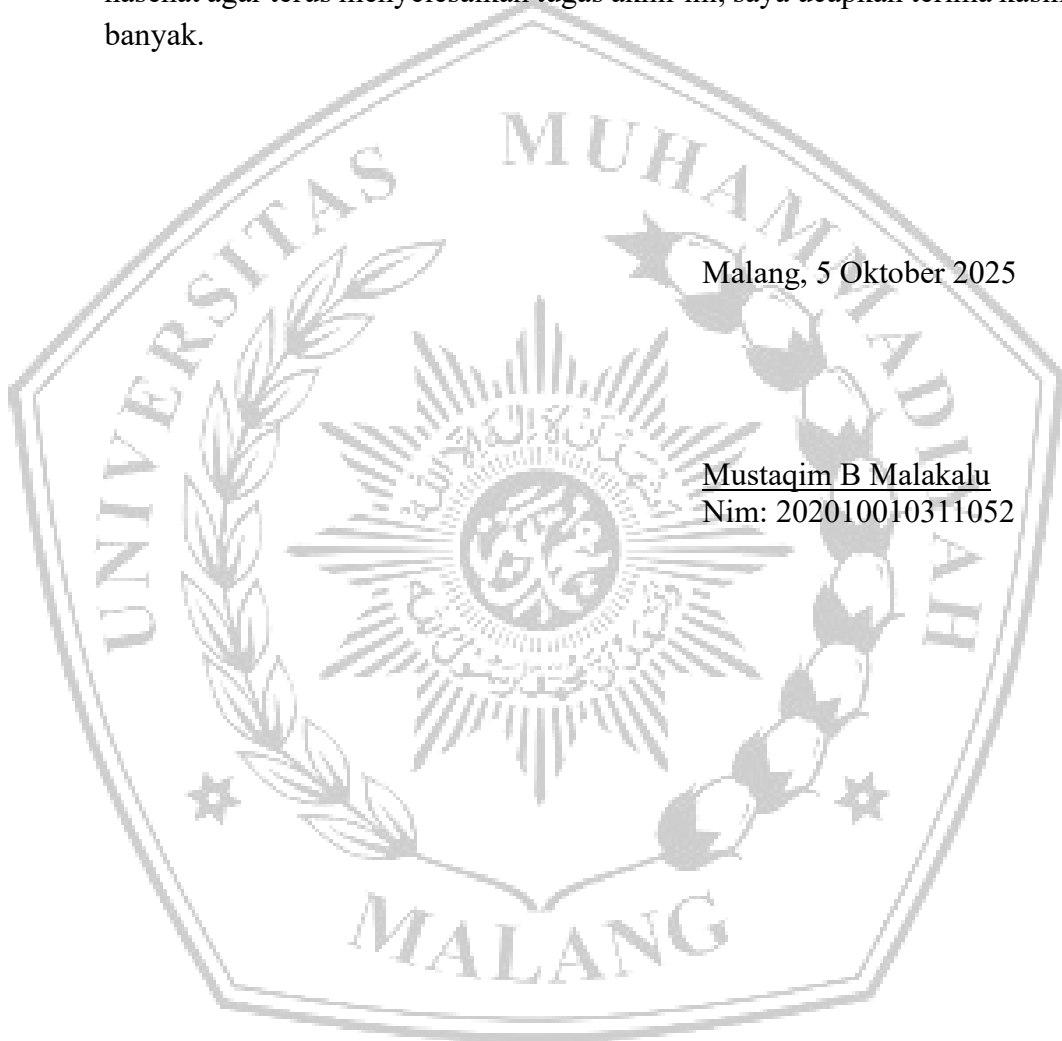 nasehat agar terus menyelesaikan tugas akhir ini, saya ucapkan terima kasih
banyak.
UNIVERSITAS MUHAMMADIYAH
Malang, 5 Oktober 2025
Mustaqim B Malakalu
Nim: 202010010311052
MALANG